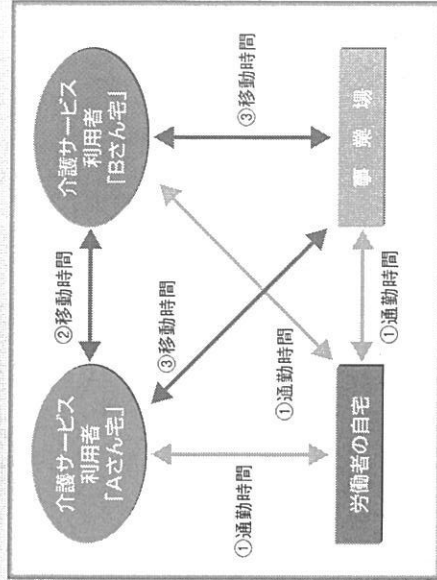 介護サービス
利用者
「Aさん宅」
②移動時間
介護サービス
利用者
「Bさん宅」
①通勤時間
③移動時間
①通勤時間
③移動時間
労働者の自宅
①通勤時間
事業場